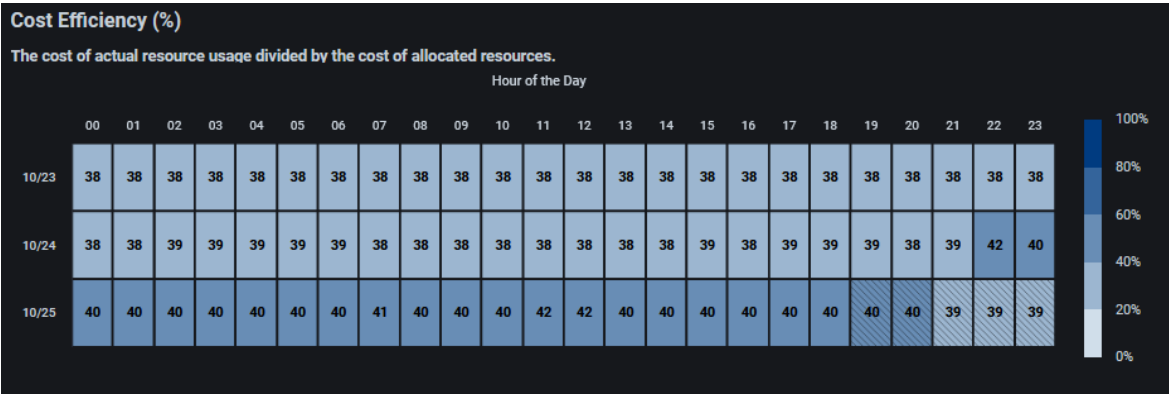 Cost Efficiency (%)
The cost of actual resource usage divided by the cost of allocated resources.
Hour of the Day
00 01 02 03 04 05 06 07 08 09 10 11 12 13 14 15 16 17 18 19 20 21 22 23
10/23 38 38 38 38 38 38 38 38 38 38 38 38 38 38 38 38 38 38 38 38 38 38 38 38
10/24 38 38 39 39 39 39 39 38 38 38 38 38 38 38 38 39 38 39 39 39 38 39 42 40
10/25 40 40 40 40 40 40 40 41 40 40 40 42 42 40 40 40 40 40 40 40 40 39 39 39
100%
80%
60%
40%
20%
0%